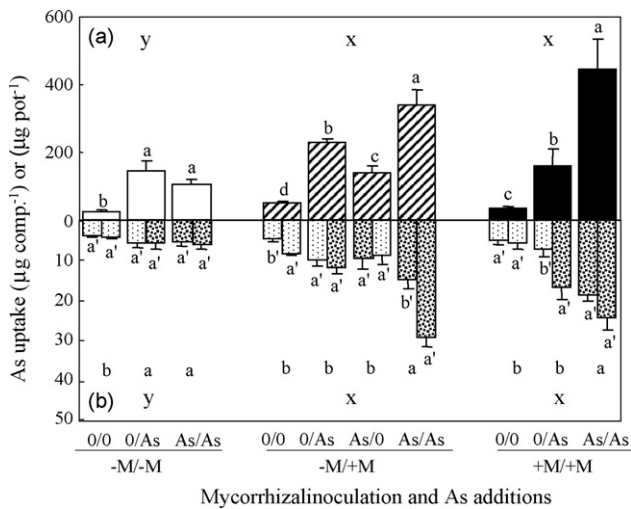 600
(a) y x x
a
a
400
b
a
a
c
b
200
d
b
c
0
a' a' a' a' a' a' b' a' a' a' a' a' b' a' a' a' b' a' a' a'
10
20
30
b a a b b b a b b a
40
(b) y x x
50
0/0 0/As As/As 0/0 0/As As/0 As/As 0/0 0/As As/As
-M/-M -M/+M +M/+M
Mycorrhizalinoculation and As additions
As uptake (µg comp.⁻¹) or (µg pot⁻¹)